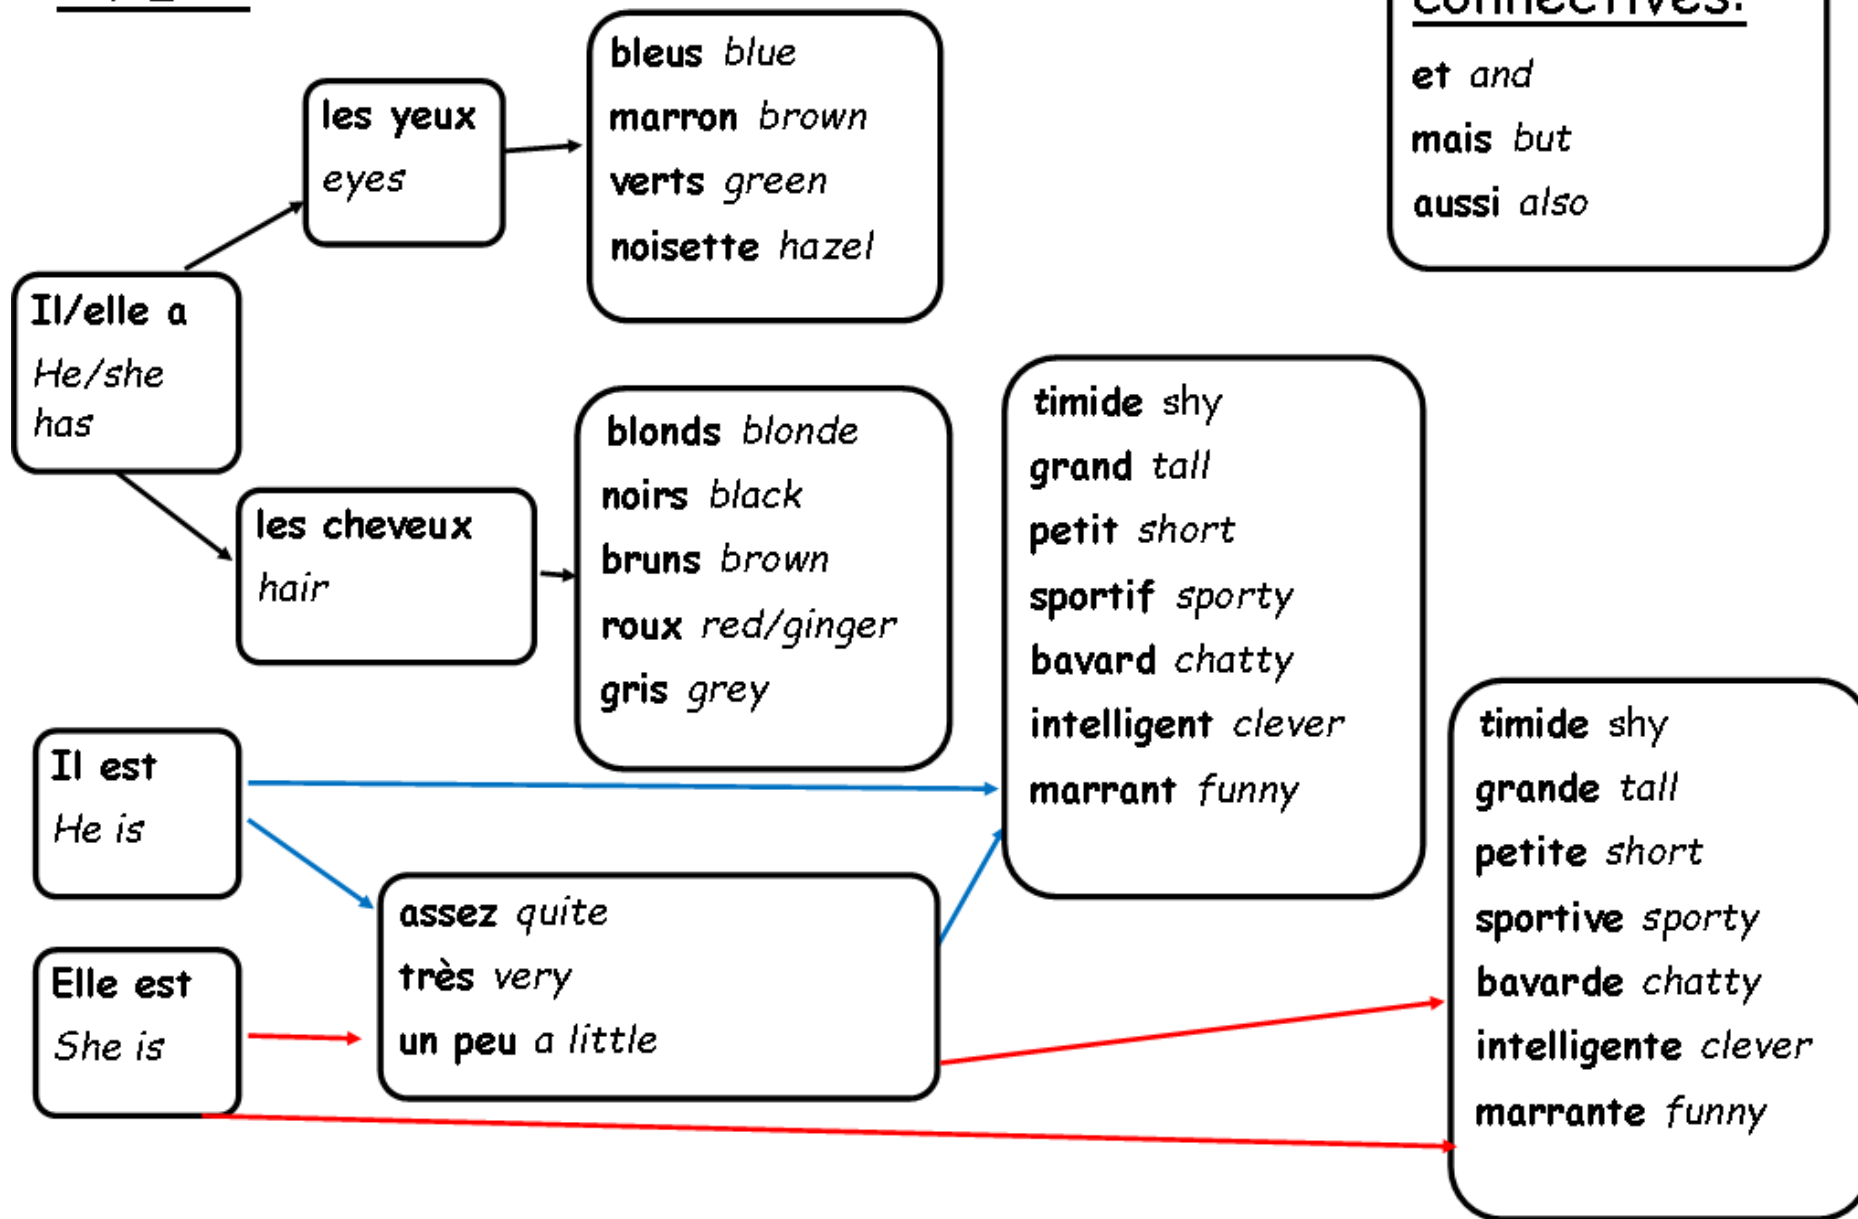 connectives:
et and
mais but
aussi also
bleus blue
marron brown
verts green
noisette hazel
les yeux
eyes
Il/elle a
He/she
has
les cheveux
hair
blonds blonde
noirs black
bruns brown
roux red/ginger
gris grey
timide shy
grand tall
petit short
sportif sporty
bavard chatty
intelligent clever
marrant funny
Il est
He is
assez quite
très very
un peu a little
Elle est
She is
timide shy
grande tall
petite short
sportive sporty
bavarde chatty
intelligente clever
marrante funny